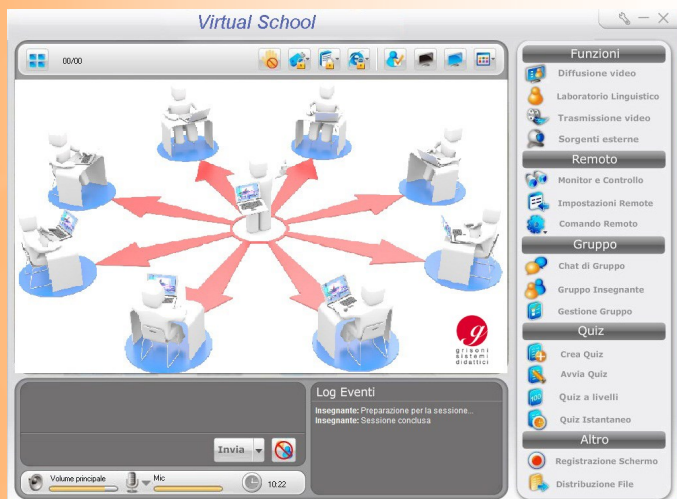 Virtual School
00/00
Funzioni
Diffusione video
Laboratorio Linguistico
Trasmissione video
Sorgenti esterne
Remoto
Monitor e Controllo
Impostazioni Remote
Comando Remoto
Gruppo
Chat di Gruppo
Gruppo Insegnante
Gestione Gruppo
Quiz
Crea Quiz
Avvia Quiz
100
Quiz a livelli
Quiz Istantaneo
Altro
Registrazione Schermo
Distribuzione File
g
grisoni
sistemi
didattici
Log Eventi
Insegnante: Preparazione per la sessione...
Insegnante: Sessione conclusa
Invia
Volume principale
Mic
10:22